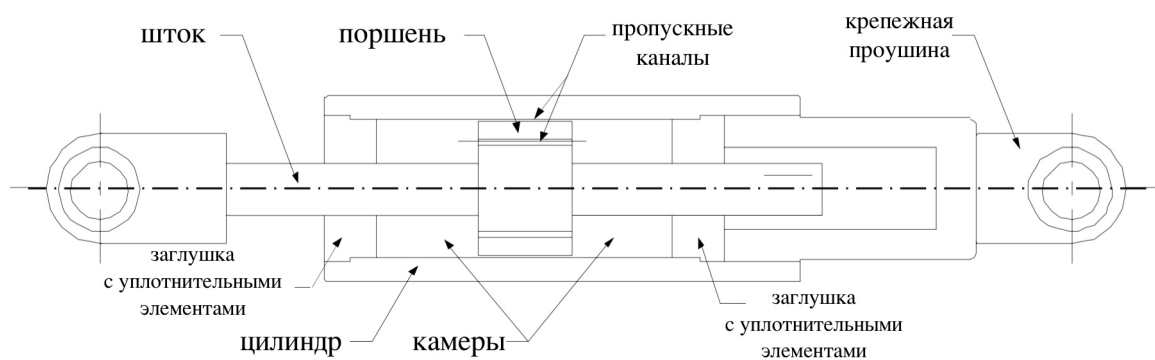 шток
поршень
пропускные
каналы
крепежная
проушина
заглушка
с уплотнительными
элементами
цилиндр
камеры
заглушка
с уплотнительными
элементами